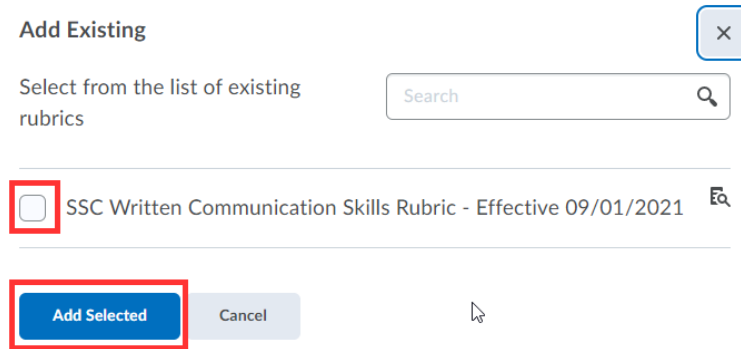 Add Existing
Select from the list of existing
rubrics
Search
SSC Written Communication Skills Rubric - Effective 09/01/2021
Add Selected
Cancel